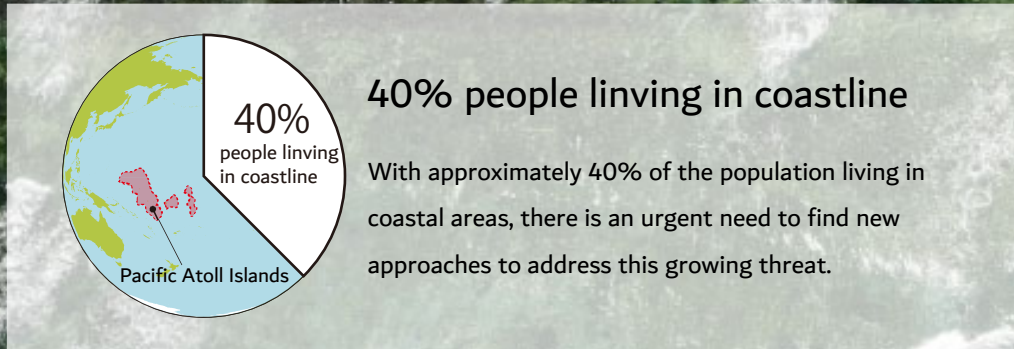 40%
people linving
in coastline
Pacific Atoll Islands
40% people linving in coastline
With approximately 40% of the population living in
coastal areas, there is an urgent need to find new
approaches to address this growing threat.